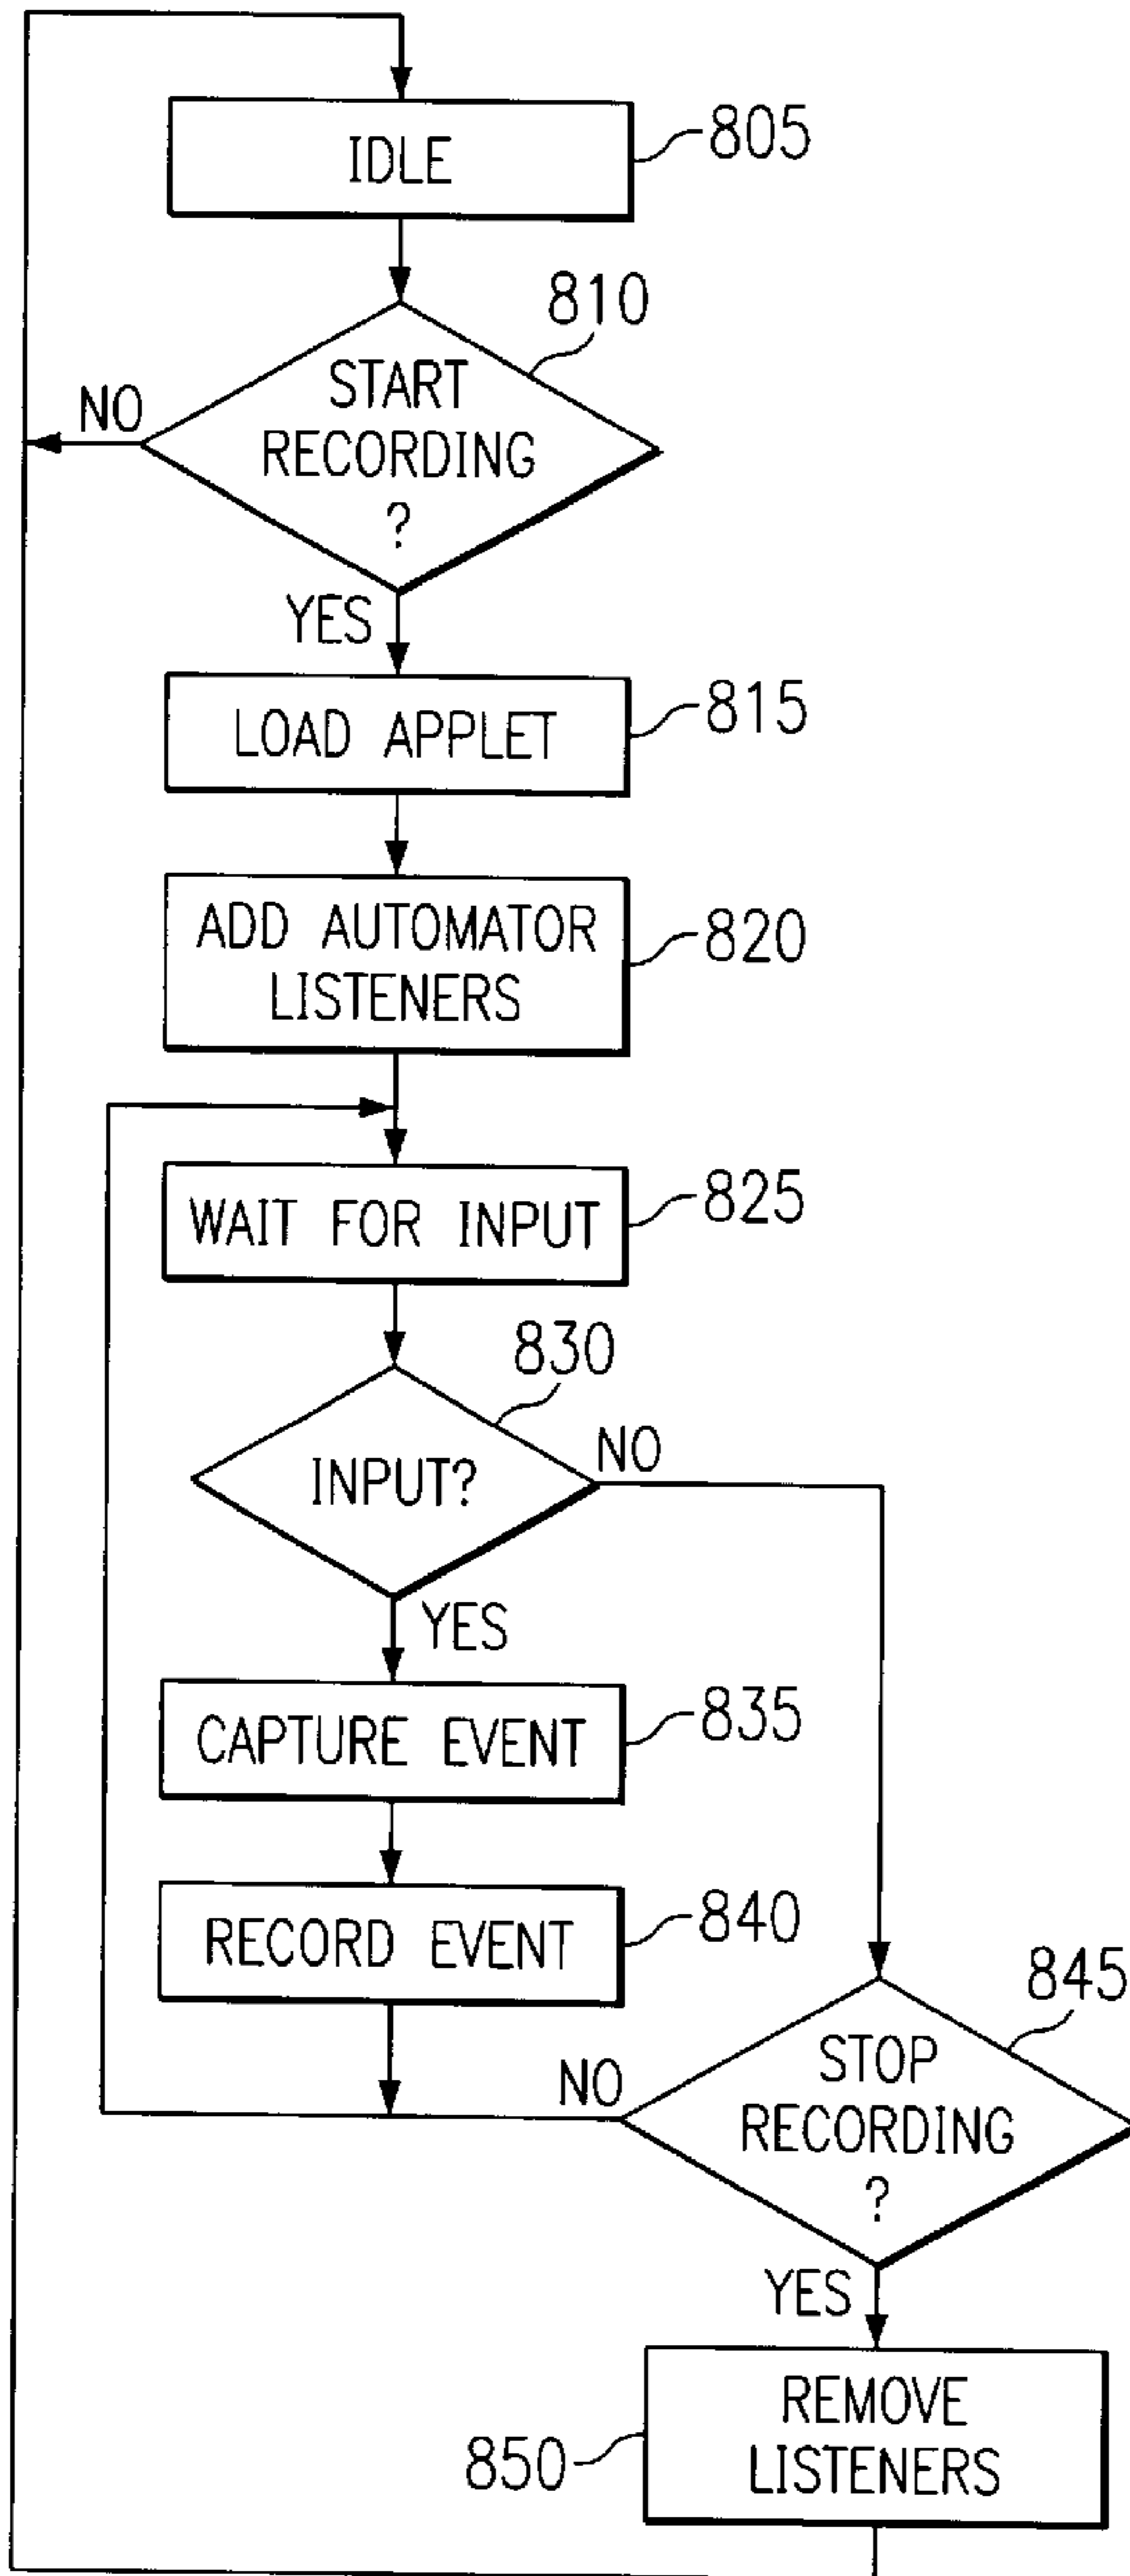 IDLE
805
810
START
RECORDING
?
NO
YES
LOAD APPLET
815
ADD AUTOMATOR
LISTENERS
820
WAIT FOR INPUT
825
830
INPUT?
NO
YES
CAPTURE EVENT
835
RECORD EVENT
840
845
STOP
RECORDING
?
NO
YES
REMOVE
LISTENERS
850